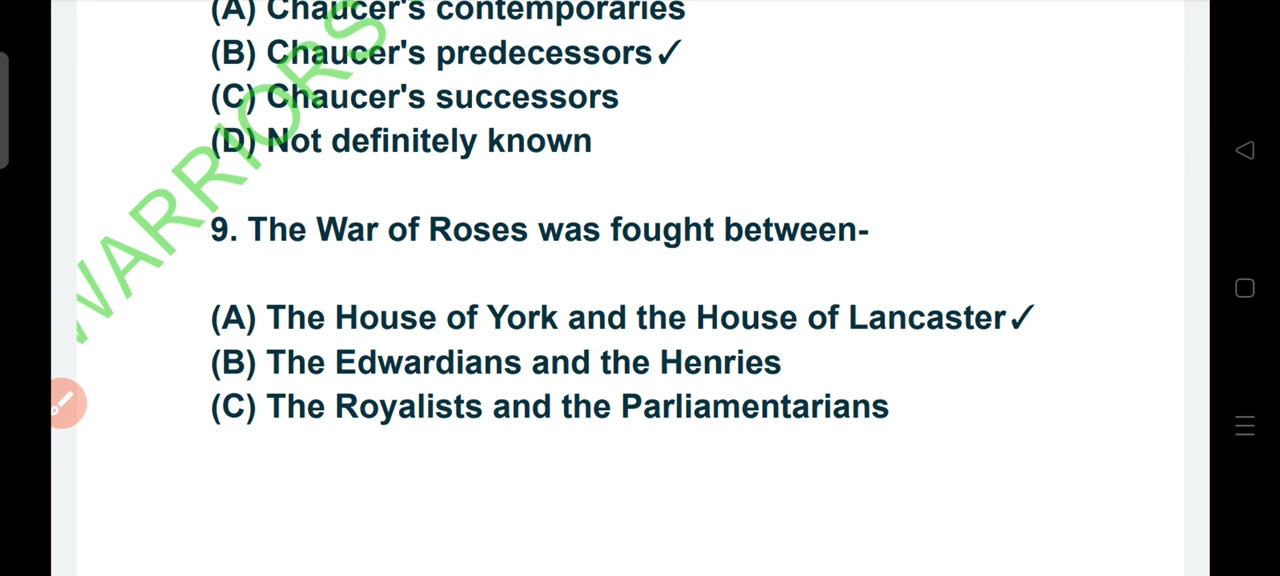 (A) Chaucer's contemporaries
(B) Chaucer's predecessors✓
(C) Chaucer's successors
(D) Not definitely known
WARRIORS
9. The War of Roses was fought between-
(A) The House of York and the House of Lancaster✓
(B) The Edwardians and the Henries
(C) The Royalists and the Parliamentarians